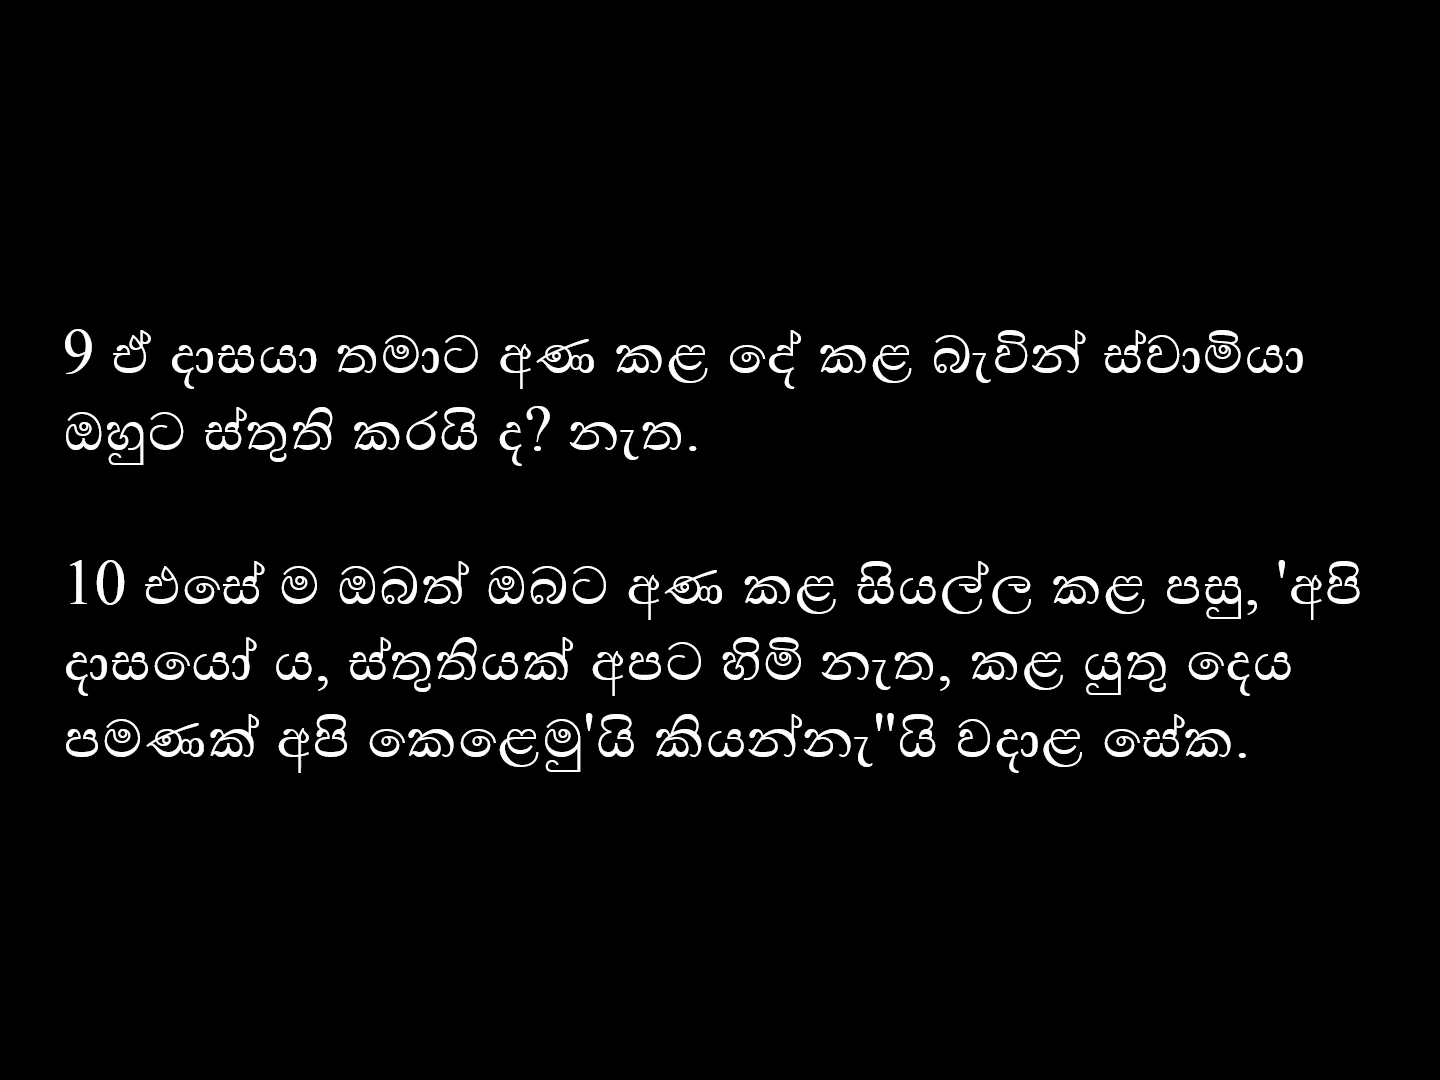 9 ඒ දාසයා තමාට අණ කළ දේ කළ බැවින් ස්වාමියා
ඔහුට ස්තුති කරයි ද? නැත.
10 එසේ ම ඔබත් ඔබට අණ කළ සියල්ල කළ පසු, 'අපි
දාසයෝ ය, ස්තුතියක් අපට හිමි නැත, කළ යුතු දෙය
පමණක් අපි කෙළෙමු'යි කියන්නැ"යි වදාළ සේක.